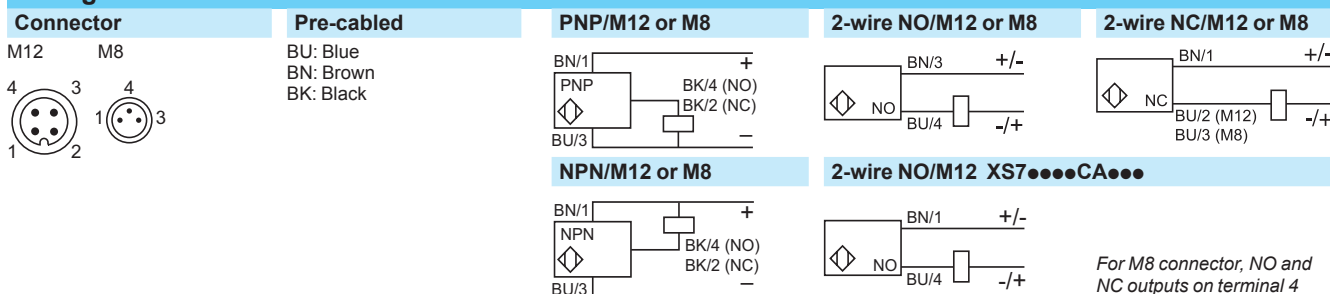 Connector
M12 M8
4 3 4
1 3
1 2
Pre-cabled
BU: Blue
BN: Brown
BK: Black
PNP/M12 or M8
BN/1 +
PNP BK/4 (NO)
BK/2 (NC)
BU/3 –
2-wire NO/M12 or M8
BN/3 +/-
NO
BU/4 -/+
2-wire NC/M12 or M8
BN/1 +/-
NC
BU/2 (M12) -/+
BU/3 (M8)
NPN/M12 or M8
BN/1 +
NPN
BK/4 (NO)
BK/2 (NC)
BU/3 –
2-wire NO/M12 XS7●●●●CA●●●
BN/1 +/-
NO
BU/4 -/+
For M8 connector, NO and
NC outputs on terminal 4